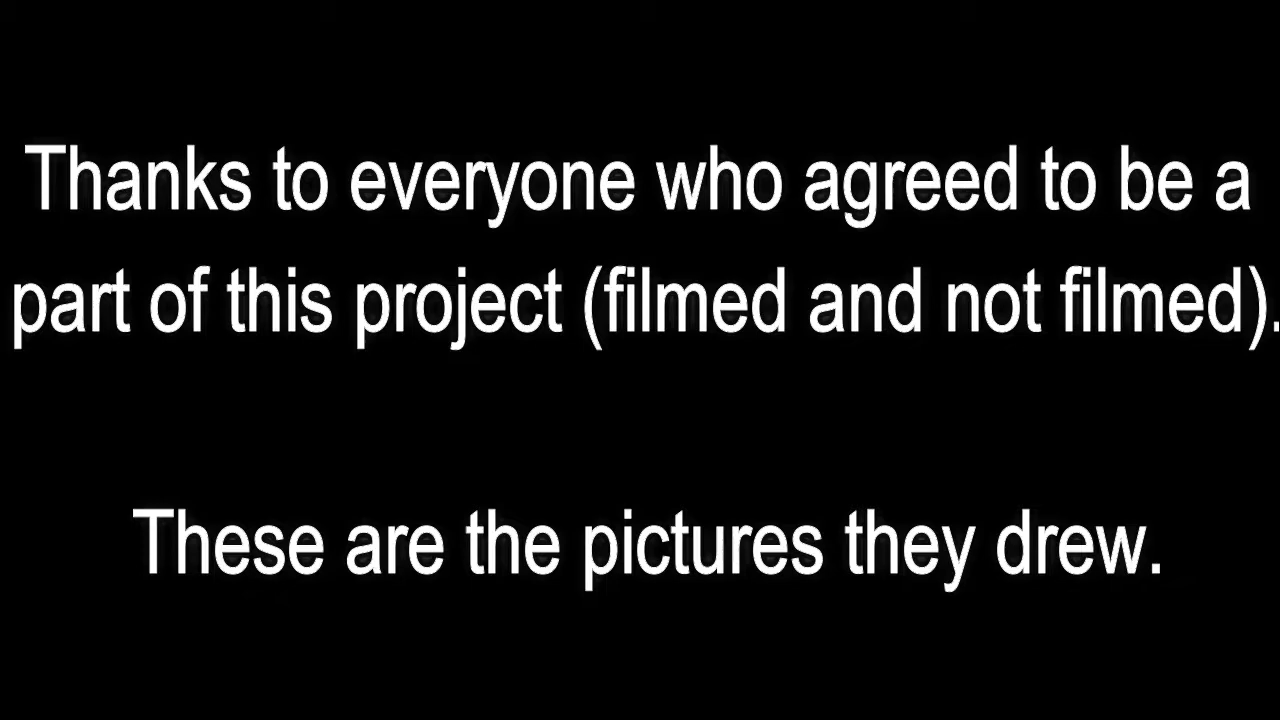 Thanks to everyone who agreed to be a
part of this project (filmed and not filmed).
These are the pictures they drew.